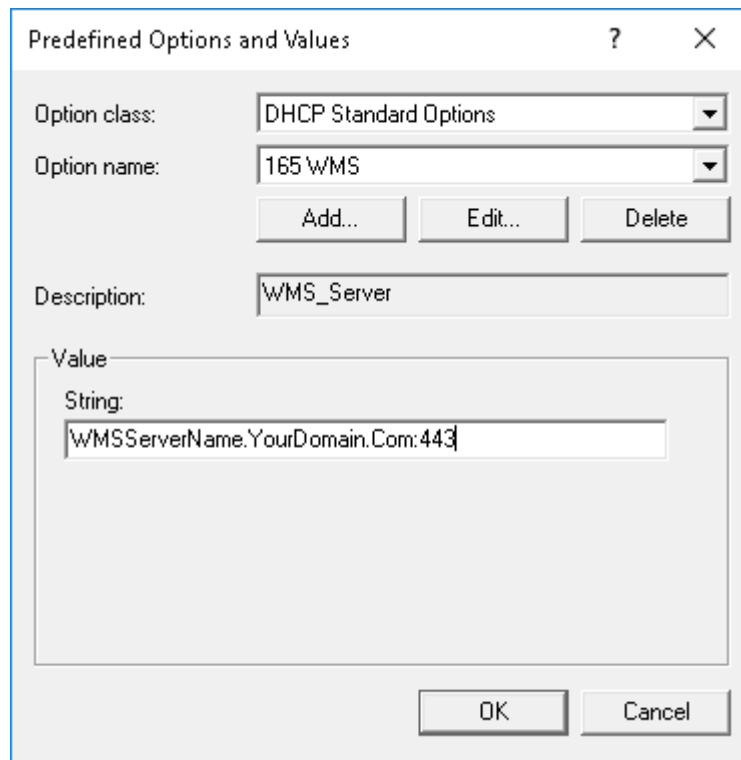 Predefined Options and Values ? X
Option class: DHCP Standard Options
Option name: 165 WMS
Add... Edit... Delete
Description: WMS_Server
Value
String:
WMSServerName.YourDomain.Com:443
OK Cancel